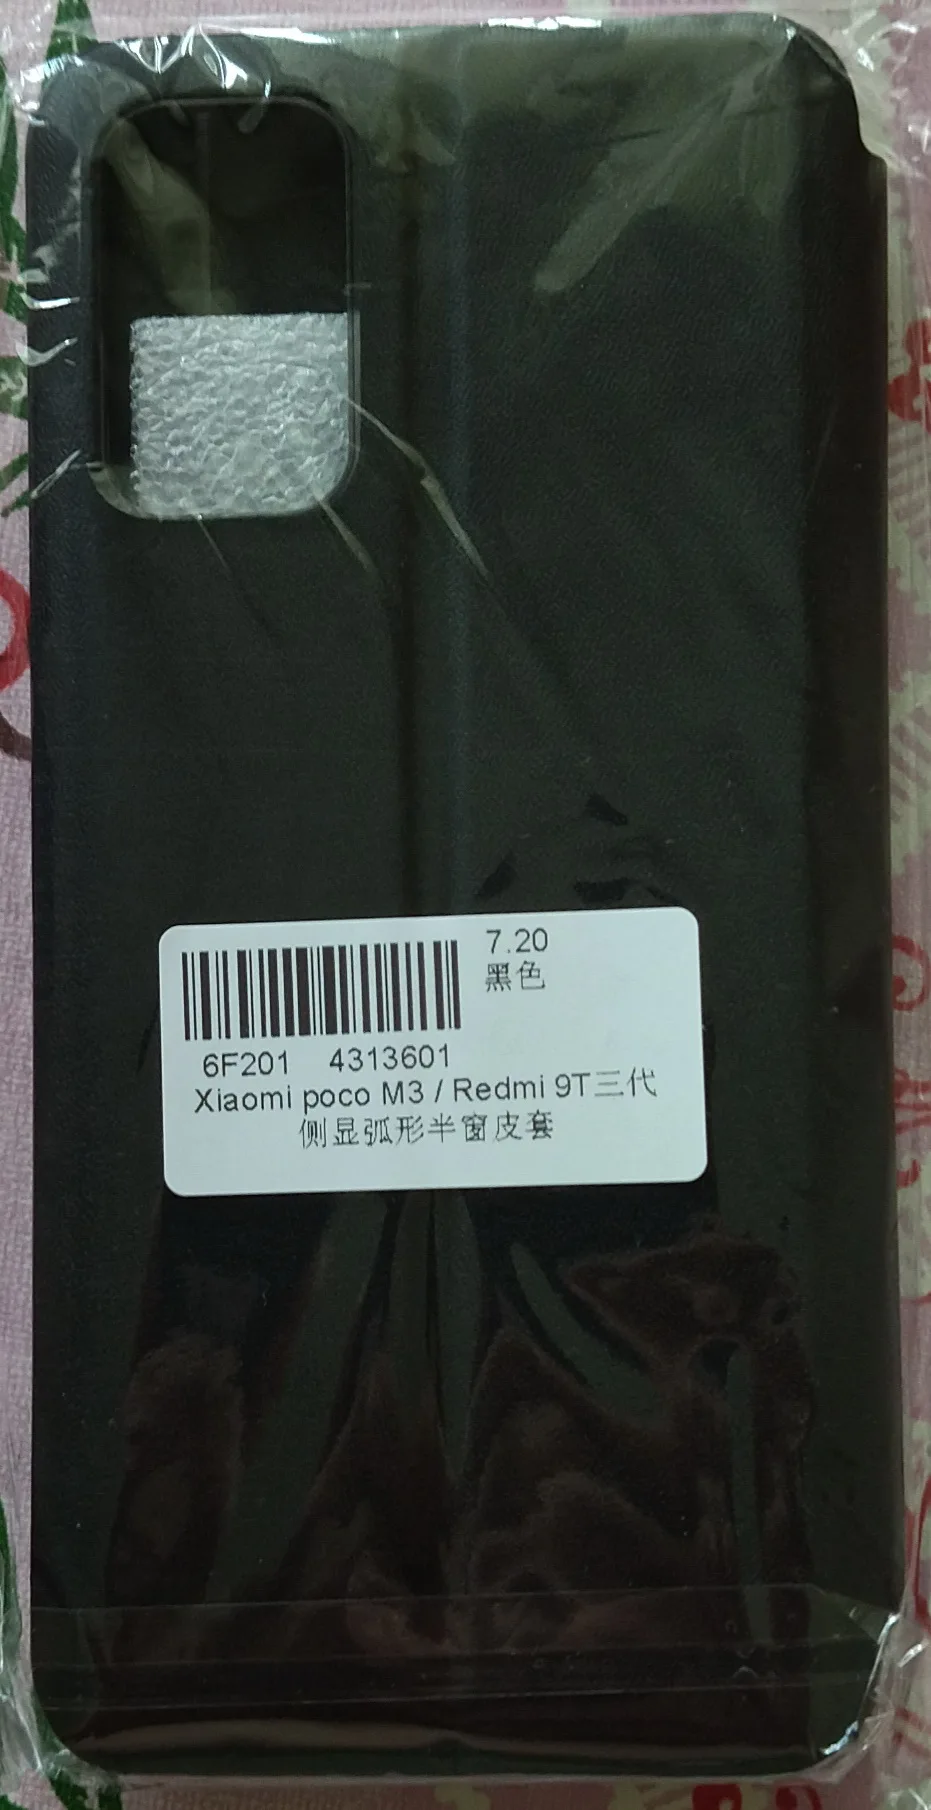 7.20
黑色
6F201 4313601
Xiaomi poco M3 / Redmi 9T三代
侧显弧形半窗皮套